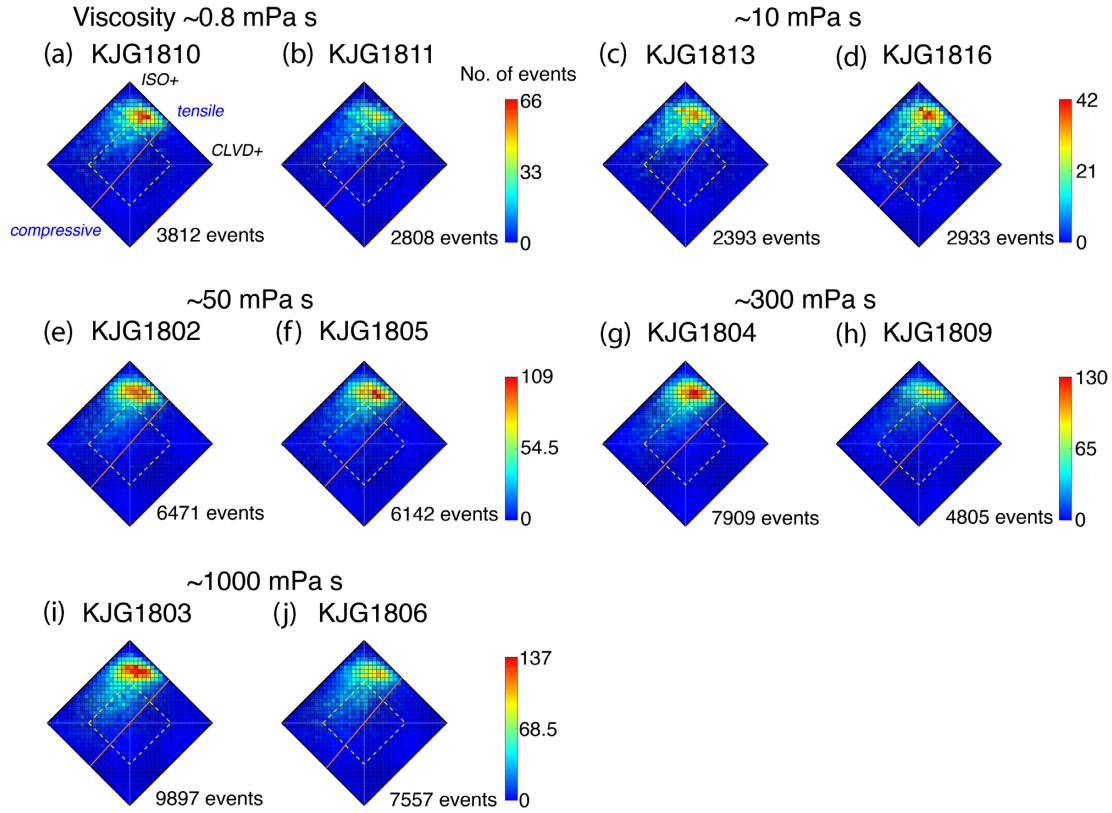 Viscosity ~0.8 mPa s
~10 mPa s
(a) KJG1810
(b) KJG1811
(c) KJG1813
(d) KJG1816
No. of events
ISO+
tensile
CLVD+
compressive
3812 events
2808 events
66
33
0
2393 events
2933 events
42
21
0
~50 mPa s
~300 mPa s
(e) KJG1802
(f) KJG1805
(g) KJG1804
(h) KJG1809
6471 events
6142 events
109
54.5
0
7909 events
4805 events
130
65
0
~1000 mPa s
(i) KJG1803
(j) KJG1806
9897 events
7557 events
137
68.5
0